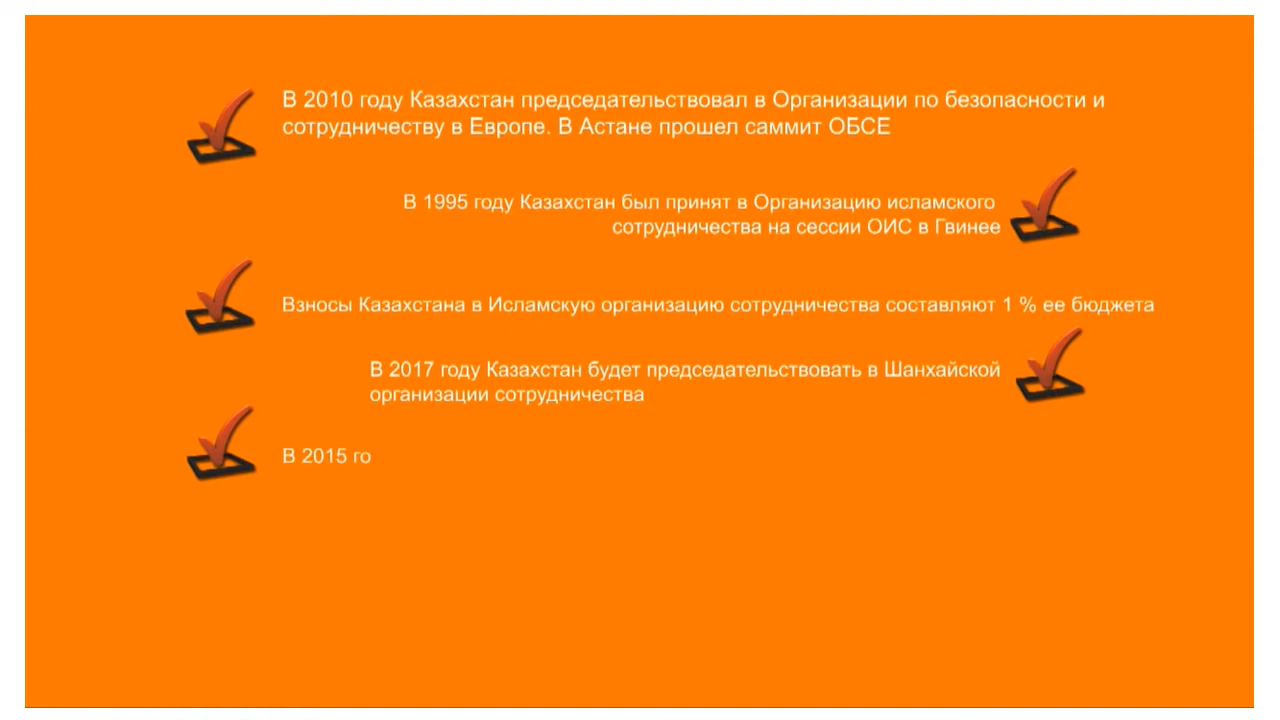 В 2010 году Казахстан председательствовал в Организации по безопасности и
сотрудничеству в Европе. В Астане прошел саммит ОБСЕ
В 1995 году Казахстан был принят в Организацию исламского
сотрудничества на сессии ОИС в Гвинее
Взносы Казахстана в Исламскую организацию сотрудничества составляют 1 % ее бюджета
В 2017 году Казахстан будет председательствовать в Шанхайской
организации сотрудничества
В 2015 го